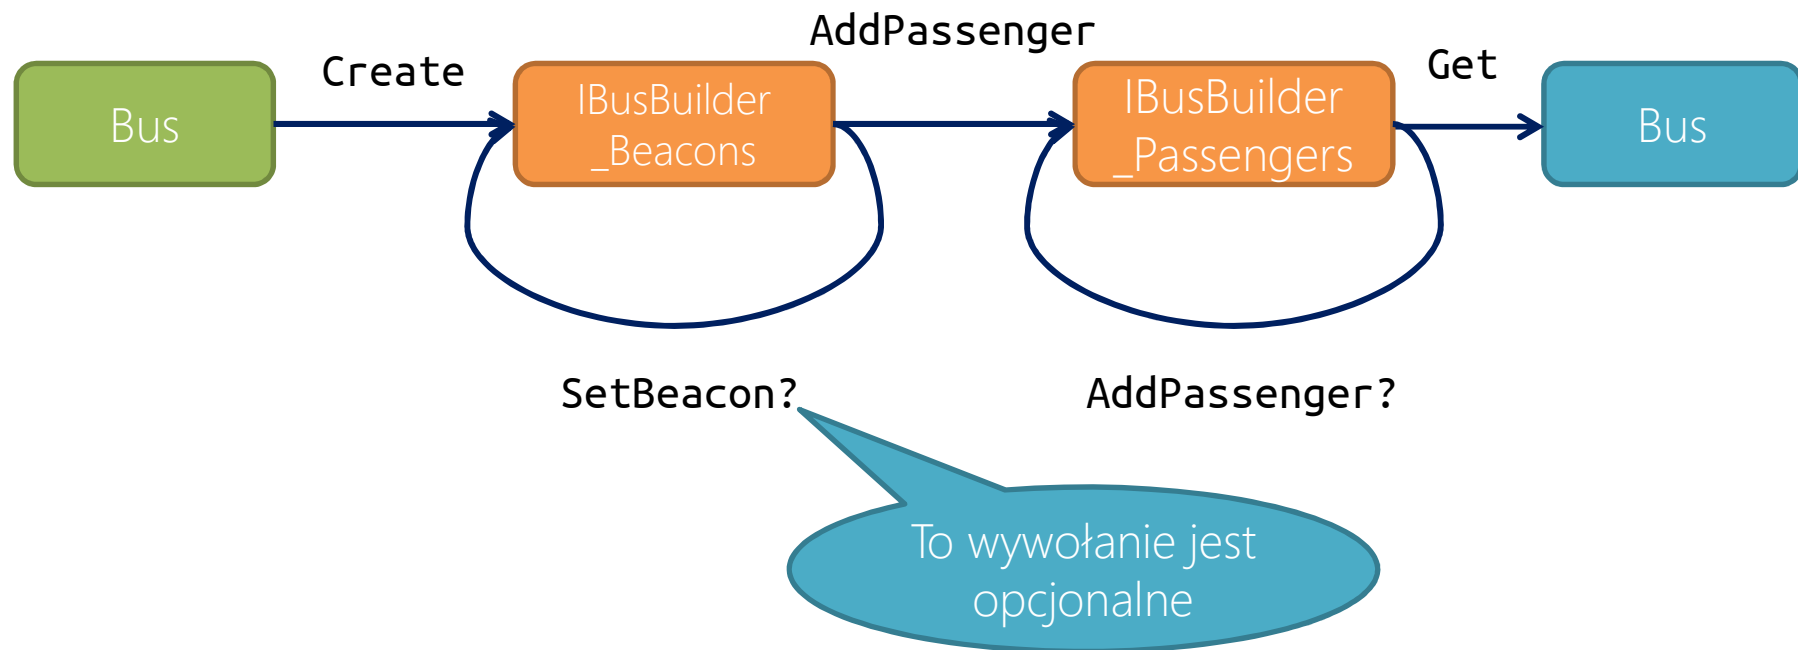 AddPassenger
Create
Get
Bus
IBusBuilder
_Beacons
IBusBuilder
_Passengers
Bus
SetBeacon?
AddPassenger?
To wywołanie jest
opcjonalne